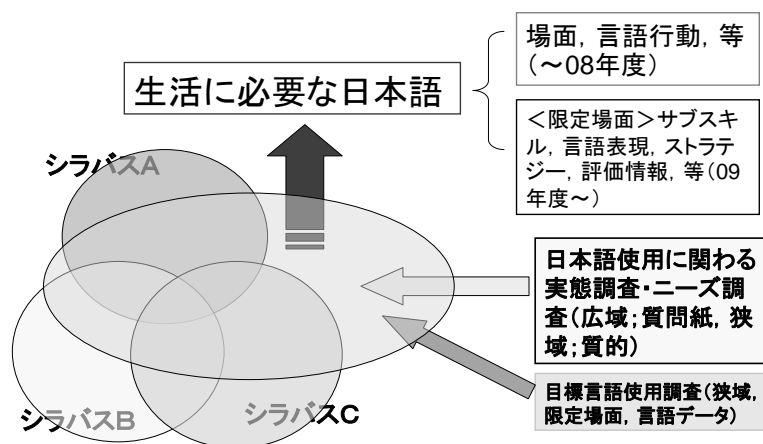 場面，言語行動，等
（～08年度）
生活に必要な日本語
＜限定場面＞サブスキ
ル，言語表現，ストラテ
ジー，評価情報，等（09
年度～）
シラバスA
日本語使用に関わる
実態調査・ニーズ調
査（広域；質問紙，狭
域；質的）
目標言語使用調査（狭域，
限定場面，言語データ）
シラバスB
シラバスC